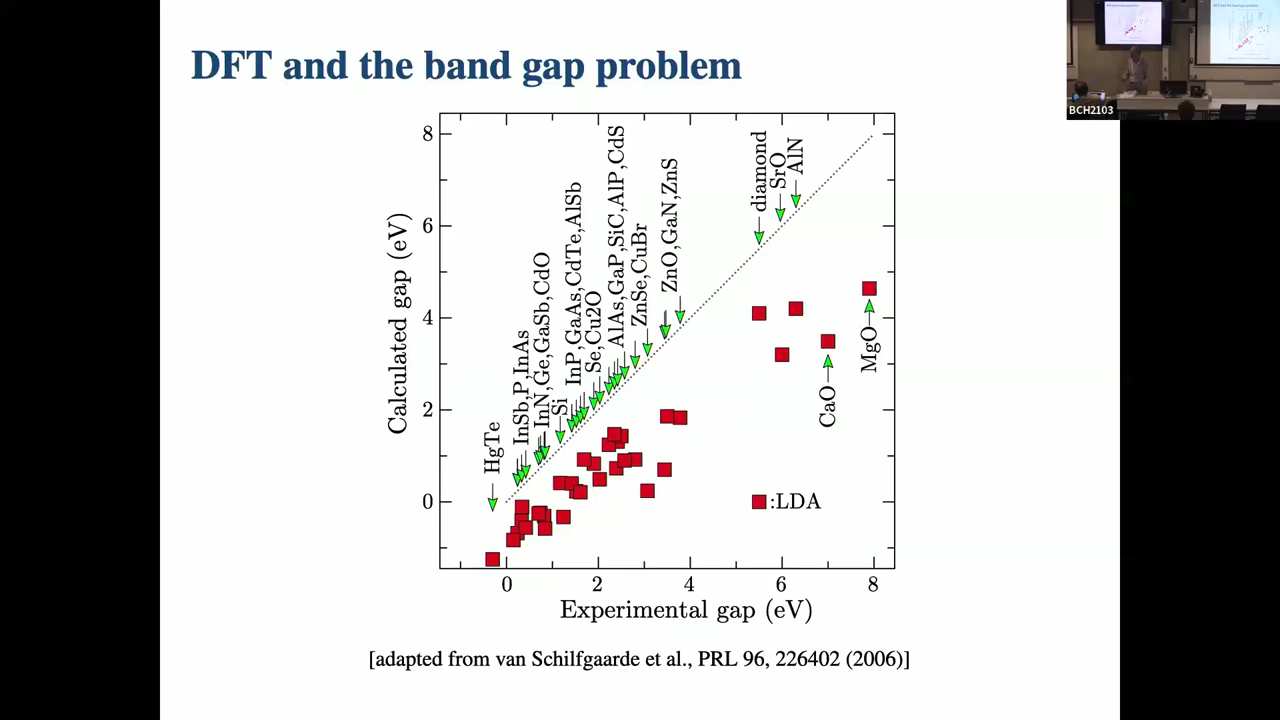 DFT and the band gap problem
BCH2103
Calculated gap (eV)
8
6
4
2
0
HgTe
InSb,P,InAs
InN,Ge,GaSb,CdO
Si
InP,GaAs,CdTe,AlSb
Se,Cu2O
AlAs,GaP,SiC,AlP,CdS
ZnSe,CuBr
ZnO,GaN,ZnS
diamond
SrO
AlN
CaO
MgO
:LDA
0 2 4 6 8
Experimental gap (eV)
[adapted from van Schilfgaarde et al., PRL 96, 226402 (2006)]